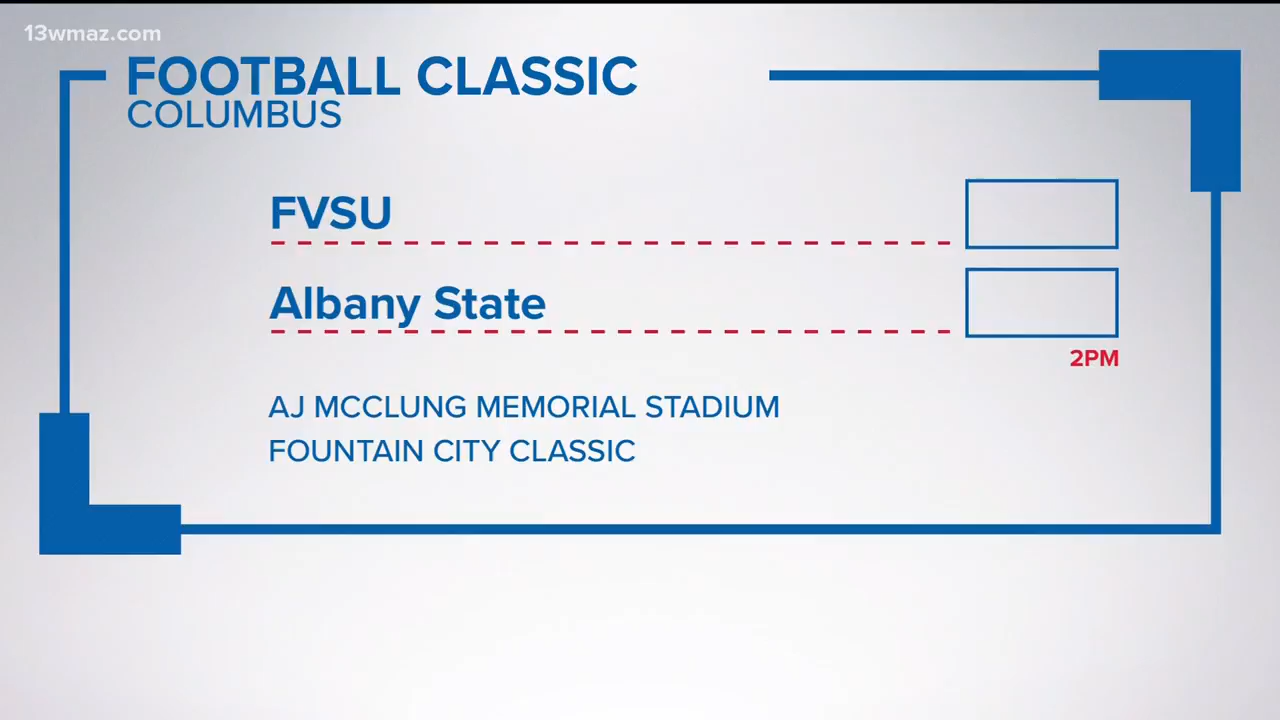 13wmaz.com
FOOTBALL CLASSIC
COLUMBUS
FVSU
Albany State
2PM
AJ MCCLUNG MEMORIAL STADIUM
FOUNTAIN CITY CLASSIC